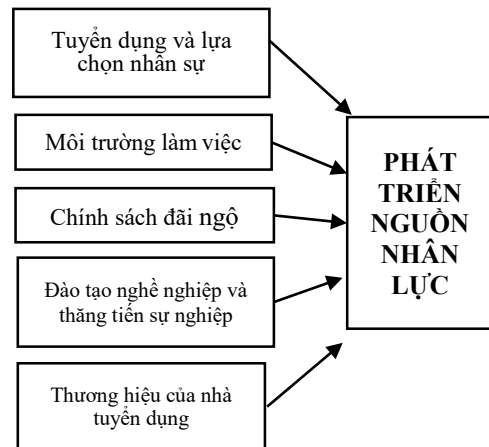 Tuyển dụng và lựa
chọn nhân sự
Môi trường làm việc
Chính sách đãi ngộ
Đào tạo nghề nghiệp và
thăng tiến sự nghiệp
Thương hiệu của nhà
tuyển dụng
PHÁT
TRIỂN
NGUỒN
NHÂN
LỰC